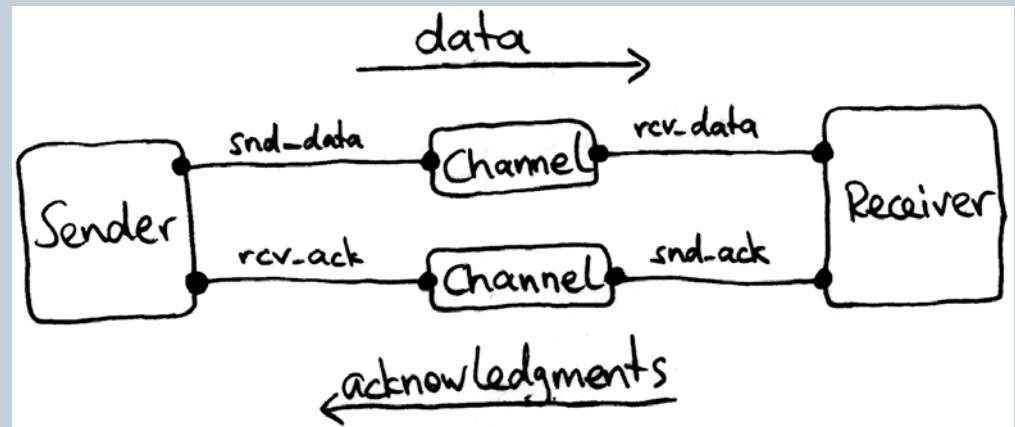 data
snd_data
Channel
rcv_data
Sender
Receiver
rcv_ack
Channel
snd_ack
acknowledgments